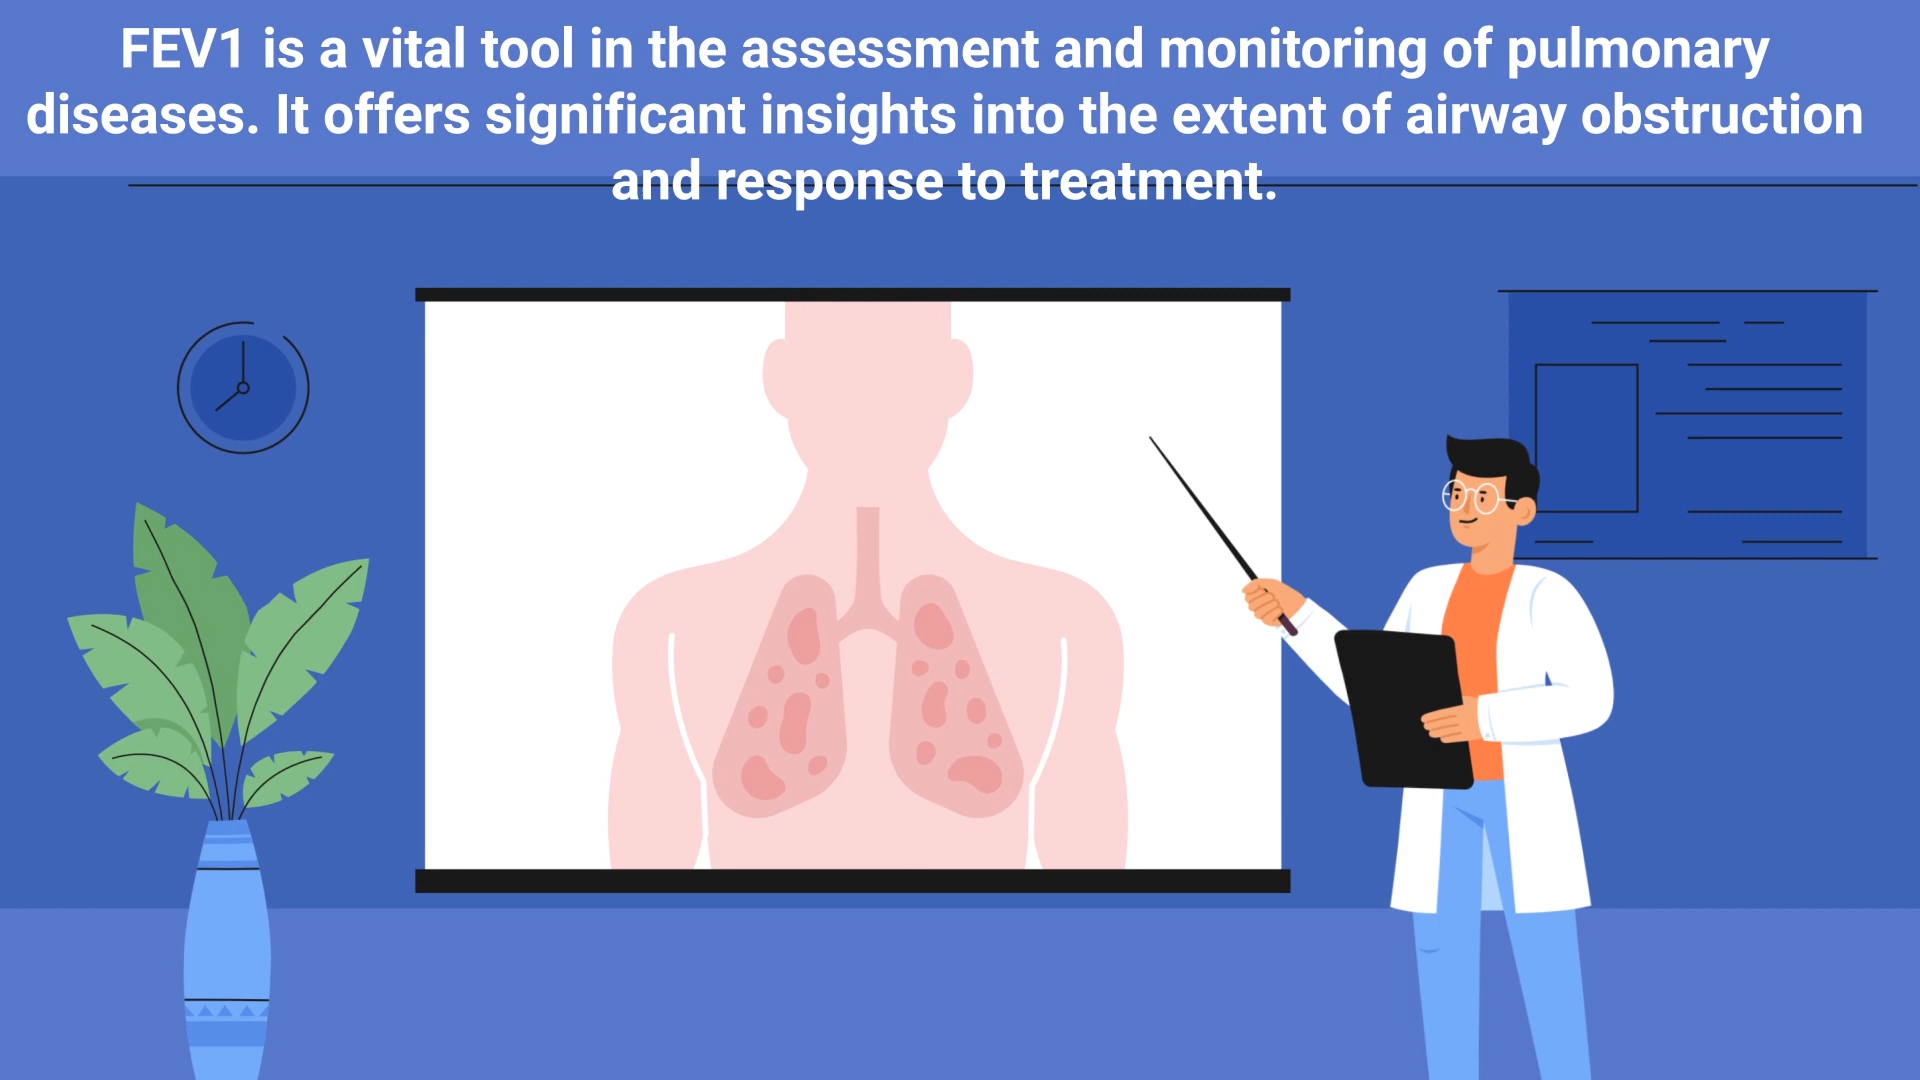 FEV1 is a vital tool in the assessment and monitoring of pulmonary
diseases. It offers significant insights into the extent of airway obstruction
and response to treatment.